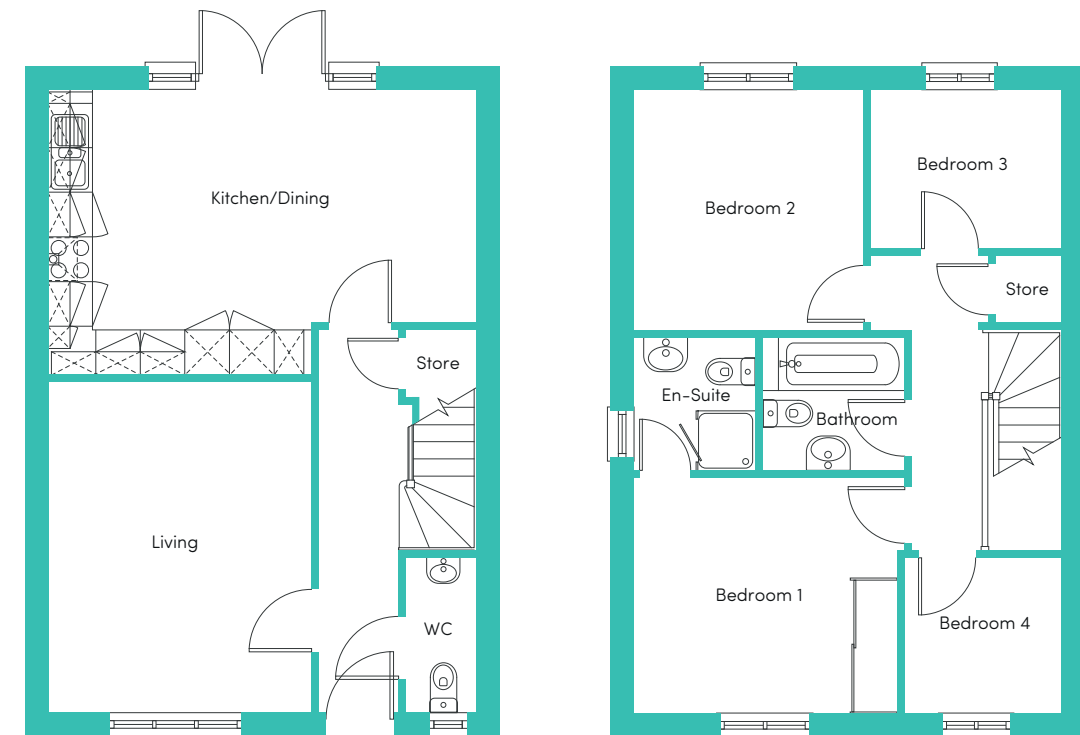 Kitchen/Dining
Store
Living
WC
Bedroom 2
Bedroom 3
Store
En-Suite
Bathroom
Bedroom 1
Bedroom 4